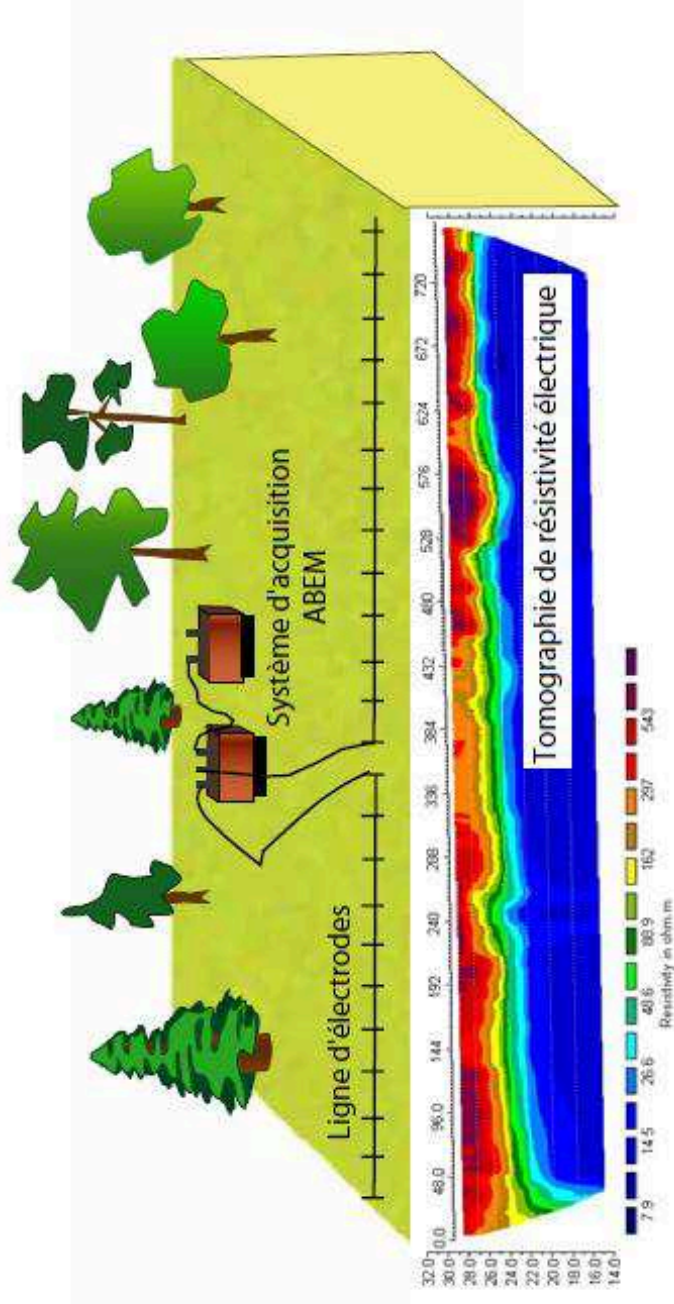 Système d'acquisition
ABEM
Ligne d'électrodes
0.0 48.0 96.0 144 192 240 288 336 384 432 480 528 576 624 672 720
32.0
30.0
28.0
26.0
24.0
22.0
20.0
18.0
16.0
14.0
Tomographie de résistivité électrique
7.9 14.5 26.6 48.6 88.9 162 297 543
Resistivity in ohm.m